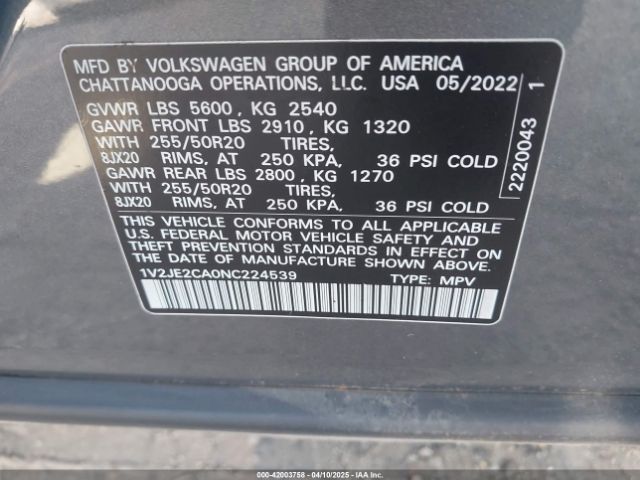 MFD BY VOLKSWAGEN GROUP OF AMERICA
CHATTANOOGA OPERATIONS, LLC. USA 05/2022
GVWR LBS 5600, KG 2540
GAWR FRONT LBS 2910, KG 1320
WITH 255/50R20 TIRES,
8JX20 RIMS, AT 250 KPA, 36 PSI COLD
GAWR REAR LBS 2800, KG 1270
WITH 255/50R20 TIRES,
8JX20 RIMS, AT 250 KPA, 36 PSI COLD
THIS VEHICLE CONFORMS TO ALL APPLICABLE
U.S. FEDERAL MOTOR VEHICLE SAFETY AND
THEFT PREVENTION STANDARDS IN EFFECT ON
THE DATE OF MANUFACTURE SHOWN ABOVE
1V2JE2CA0NC224539 TYPE: MPV
2220043 1
000-42003758 - 04/10/2025 - IAAI.COM